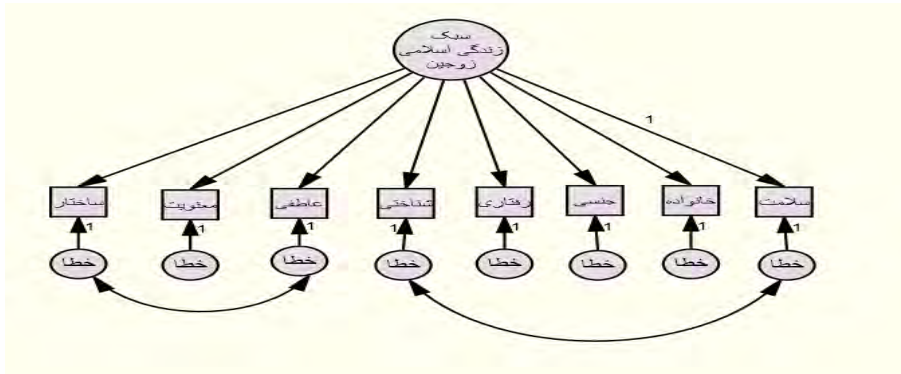 سبک
زندگی اسلامی
زوجین
1
سلامت خانواده جنسی رفتاری شناختی عاطفی معنویت ساختار
1 1 1 1 1 1 1 1
خطا خطا خطا خطا خطا خطا خطا خطا